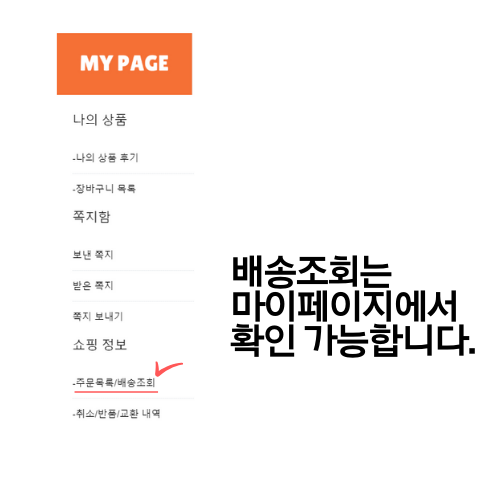 MY PAGE
나의 상품
-나의 상품 후기
-장바구니 목록
쪽지함
보낸 쪽지
받은 쪽지
쪽지 보내기
쇼핑 정보
-주문목록/배송조회
-취소/반품/교환 내역
배송조회는
마이페이지에서
확인 가능합니다.